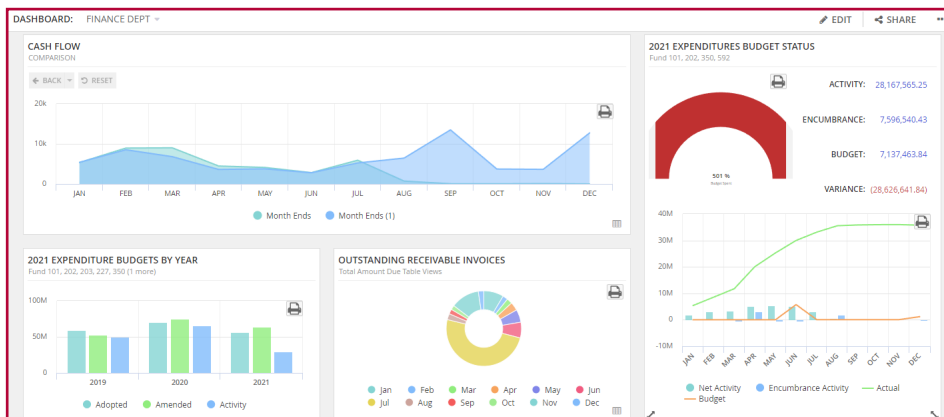 DASHBOARD: FINANCE DEPT
EDIT SHARE
CASH FLOW
COMPARISON
BACK RESET
20k
10k
0
JAN FEB MAR APR MAY JUN JUL AUG SEP OCT NOV DEC
Month Ends Month Ends (1)
2021 EXPENDITURES BUDGET STATUS
Fund 101, 202, 350, 592
ACTIVITY: 28,167,565.25
ENCUMBRANCE: 7,596,540.43
BUDGET: 7,137,463.84
VARIANCE: (28,626,641.84)
501 %
Budget Spent
40M
30M
20M
10M
0
-10M
JAN FEB MAR APR MAY JUN JUL AUG SEP OCT NOV DEC
Net Activity Encumbrance Activity Actual
Budget
2021 EXPENDITURE BUDGETS BY YEAR
Fund 101, 202, 203, 227, 350 (1 more)
100M
50M
0
2019 2020 2021
Adopted Amended Activity
OUTSTANDING RECEIVABLE INVOICES
Total Amount Due Table Views
Jan Feb Mar Apr May Jun
Jul Aug Sep Oct Nov Dec